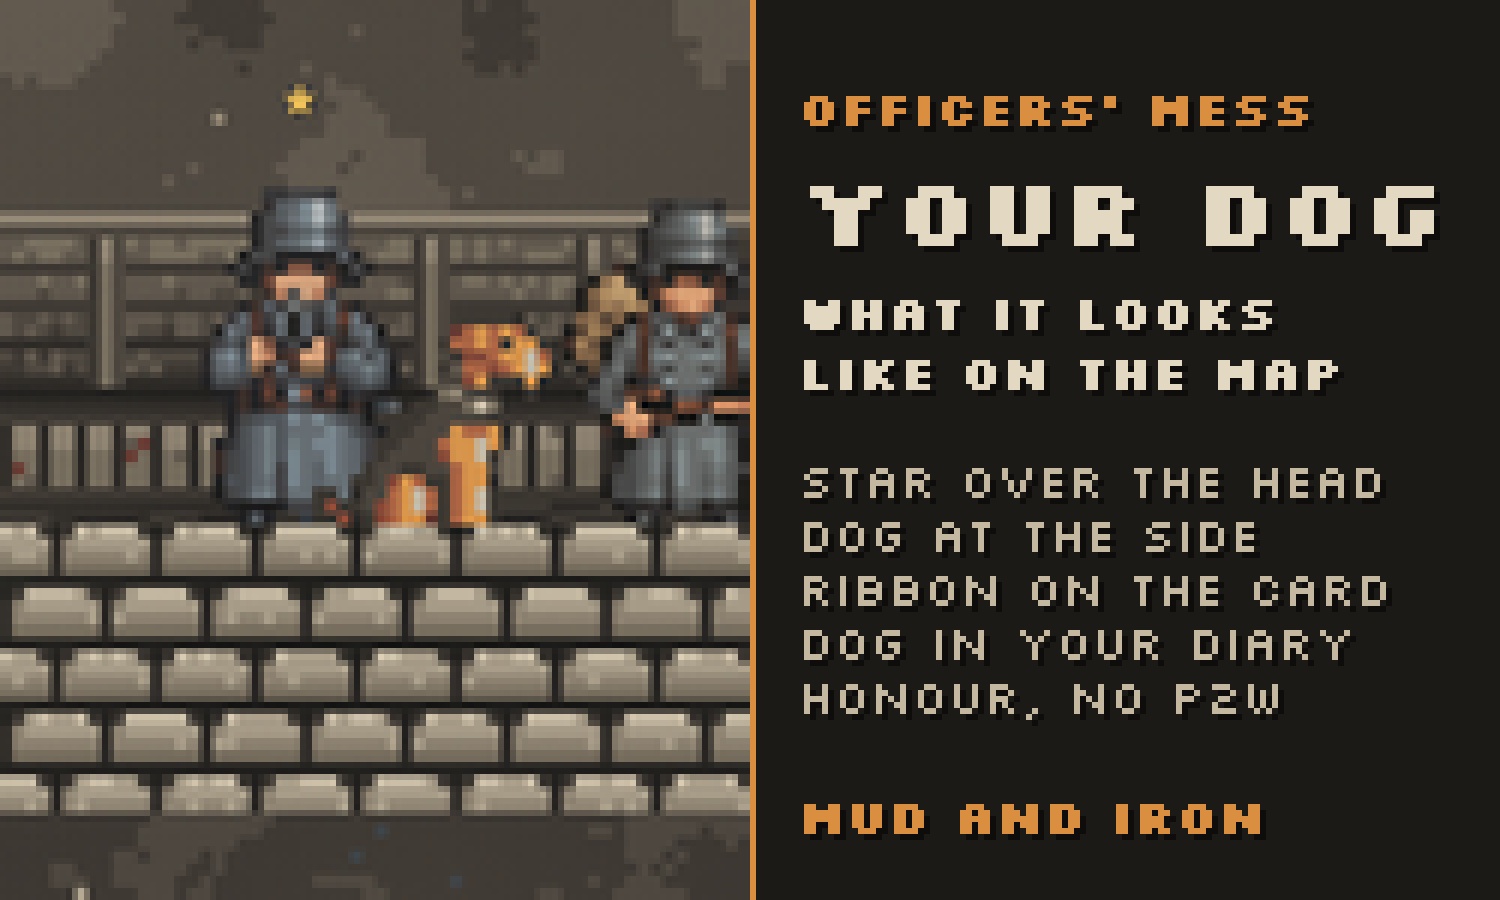 OFFICERS' MESS
YOUR DOG
WHAT IT LOOKS
LIKE ON THE MAP
STAR OVER THE HEAD
DOG AT THE SIDE
RIBBON ON THE CARD
DOG IN YOUR DIARY
HONOUR, NO P2W
MUD AND IRON